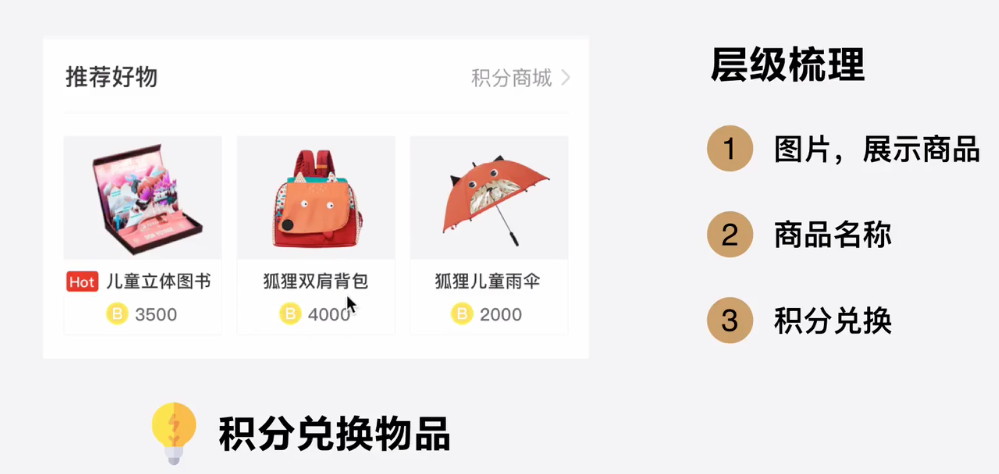 推荐好物
积分商城
Hot 儿童立体图书
狐狸双肩背包
狐狸儿童雨伞
B 3500
B 4000
B 2000
积分兑换物品
层级梳理
1 图片，展示商品
2 商品名称
3 积分兑换